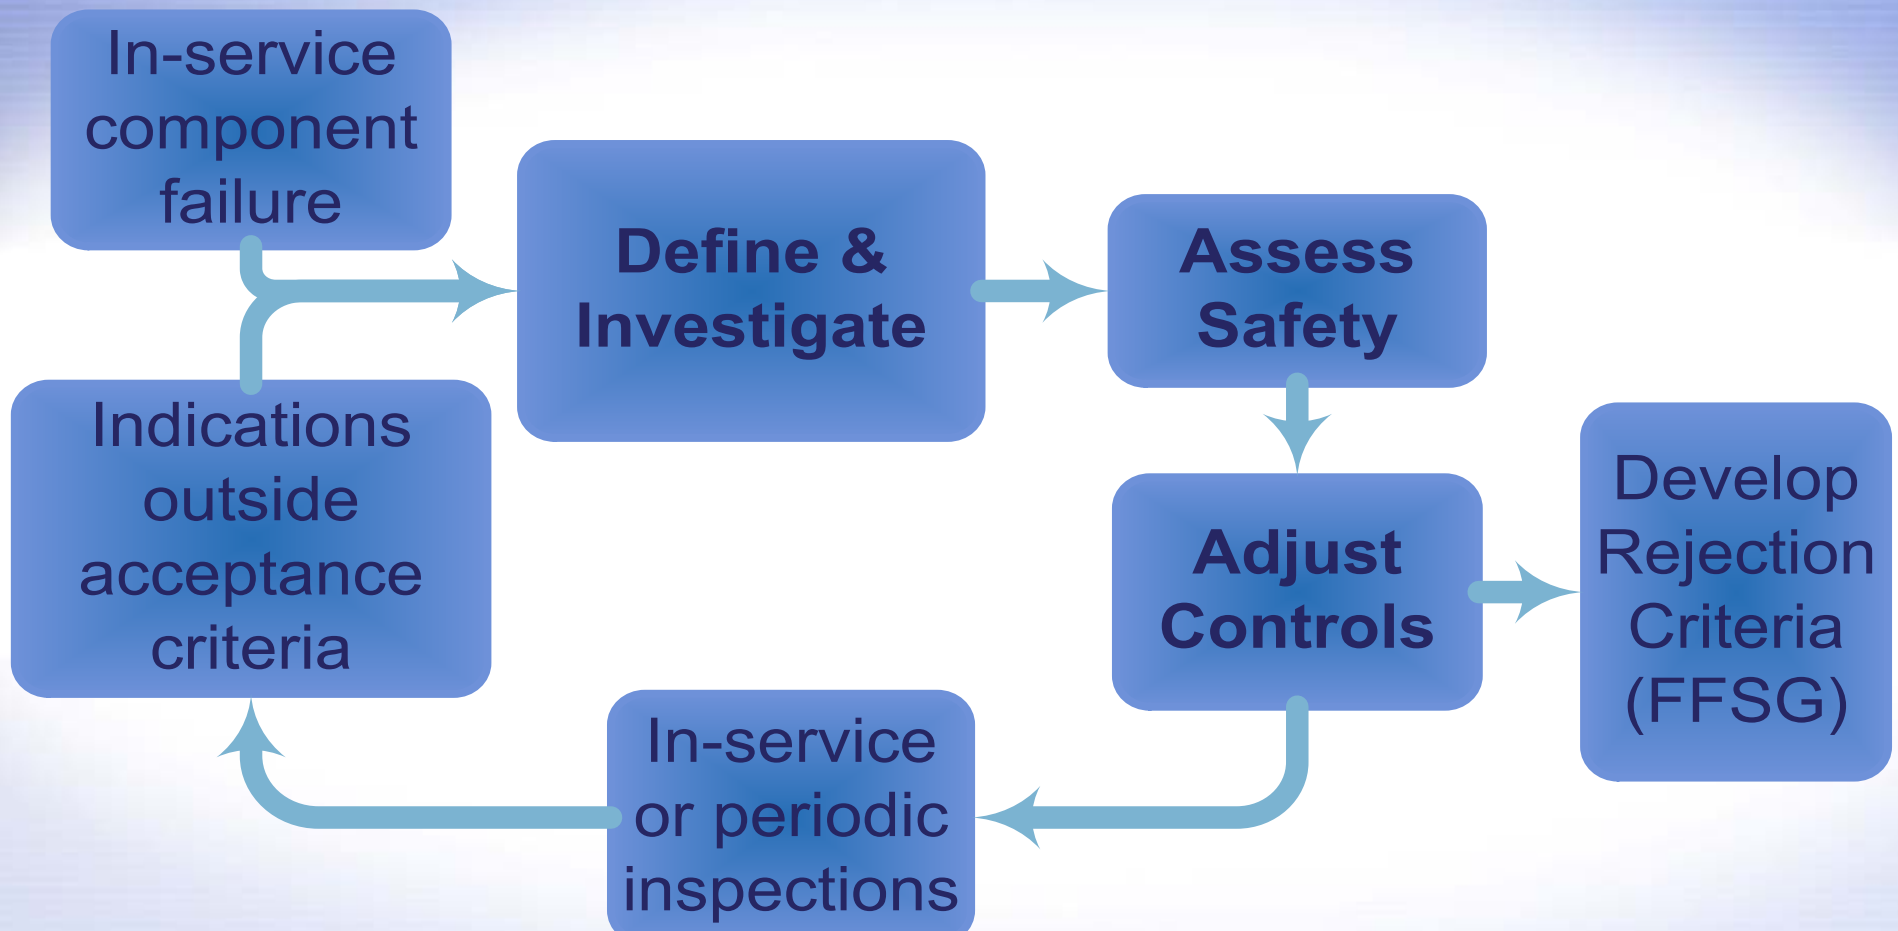 In-service
component
failure
Define &
Investigate
Assess
Safety
Indications
outside
acceptance
criteria
Adjust
Controls
Develop
Rejection
Criteria
(FFSG)
In-service
or periodic
inspections